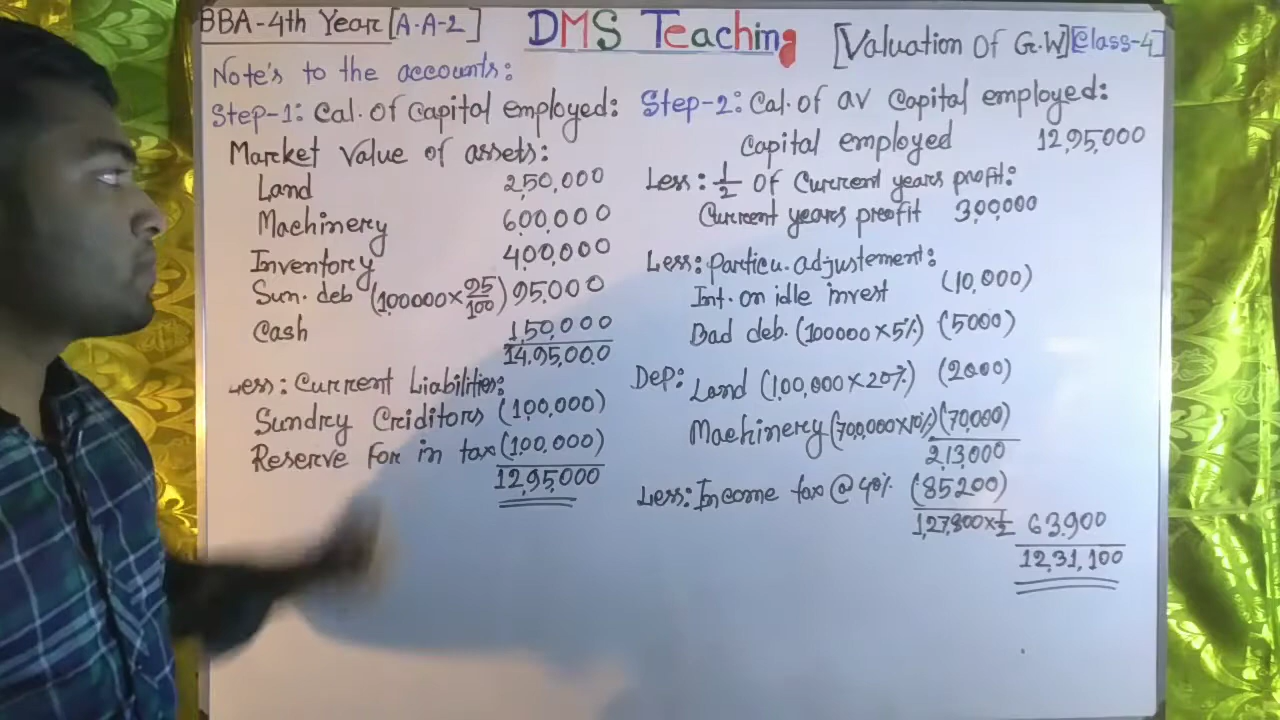 BBA-4th Year [A.A-2]
DMS Teaching
[Valuation Of G.W] [Class-4]
Note's to the accounts:
Step-1: Cal. Of Capital employed:
Market Value of assets:
Land 2,50,000
Machinery 6,00,000
Inventory 4,00,000
Sun. deb (1,00000×95/100) 95,000
Cash 1,50,000
14,95,000
Less: Current Liabilities:
Sundry Criditors (1,00,000)
Reserve For in tax (1,00,000)
12,95,000
Step-2: Cal. of av Capital employed:
Capital employed 12,95,000
Less: 1/2 Of Current years profit:
Current years preofit 3,00,000
Less: Particu. adjustement:
Int. on idle invest (10,000)
Bad deb. (100000×5%) (5000)
Dep: Land (1,00,000×20%) (2000)
Machinery (700,000×10%) (70,000)
2,13,000
Less: Income tax @ 40% (85200)
1,27,800×1/2 63,900
12,31,100